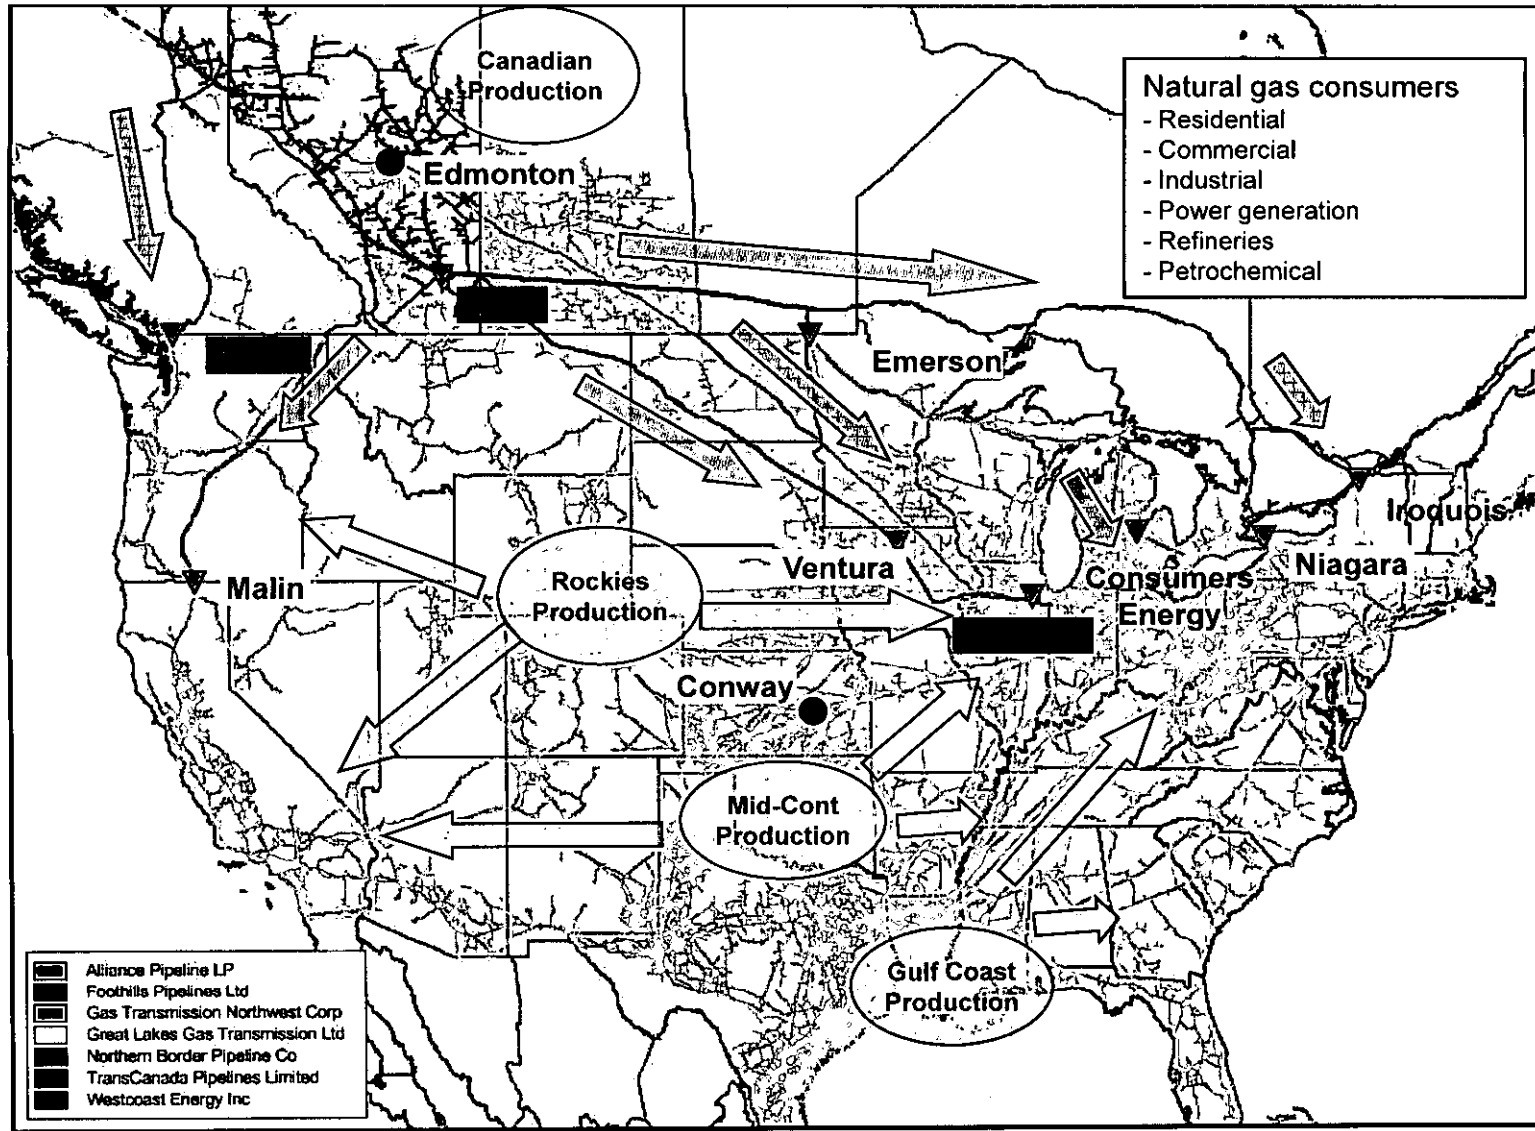 Canadian
Production
Natural gas consumers
- Residential
- Commercial
- Industrial
- Power generation
- Refineries
- Petrochemical
Edmonton
Emerson
Iroquois
Niagara
Consumers
Energy
Ventura
Malin
Rockies
Production
Conway
Mid-Cont
Production
Gulf Coast
Production
Alliance Pipeline LP
Foothills Pipelines Ltd
Gas Transmission Northwest Corp
Great Lakes Gas Transmission Ltd
Northern Border Pipeline Co
TransCanada Pipelines Limited
Westcoast Energy Inc